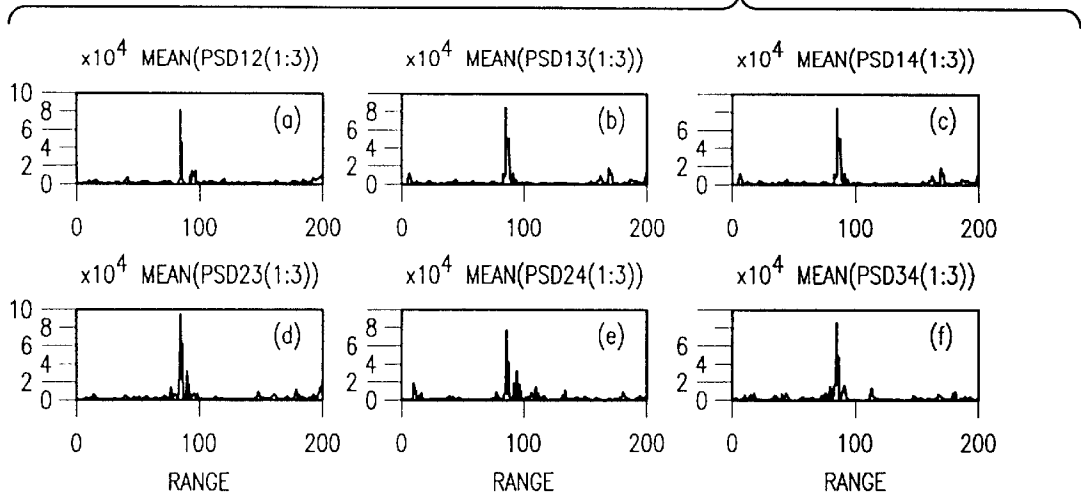 x10^4 MEAN(PSD12(1:3))
x10^4 MEAN(PSD13(1:3))
x10^4 MEAN(PSD14(1:3))
10
8
6
4
2
0
(a)
0 100 200
8
6
4
2
0
(b)
0 100 200
8
6
4
2
0
(c)
0 100 200
x10^4 MEAN(PSD23(1:3))
x10^4 MEAN(PSD24(1:3))
x10^4 MEAN(PSD34(1:3))
10
8
6
4
2
0
(d)
0 100 200
RANGE
6
4
2
0
(e)
0 100 200
RANGE
6
4
2
0
(f)
0 100 200
RANGE